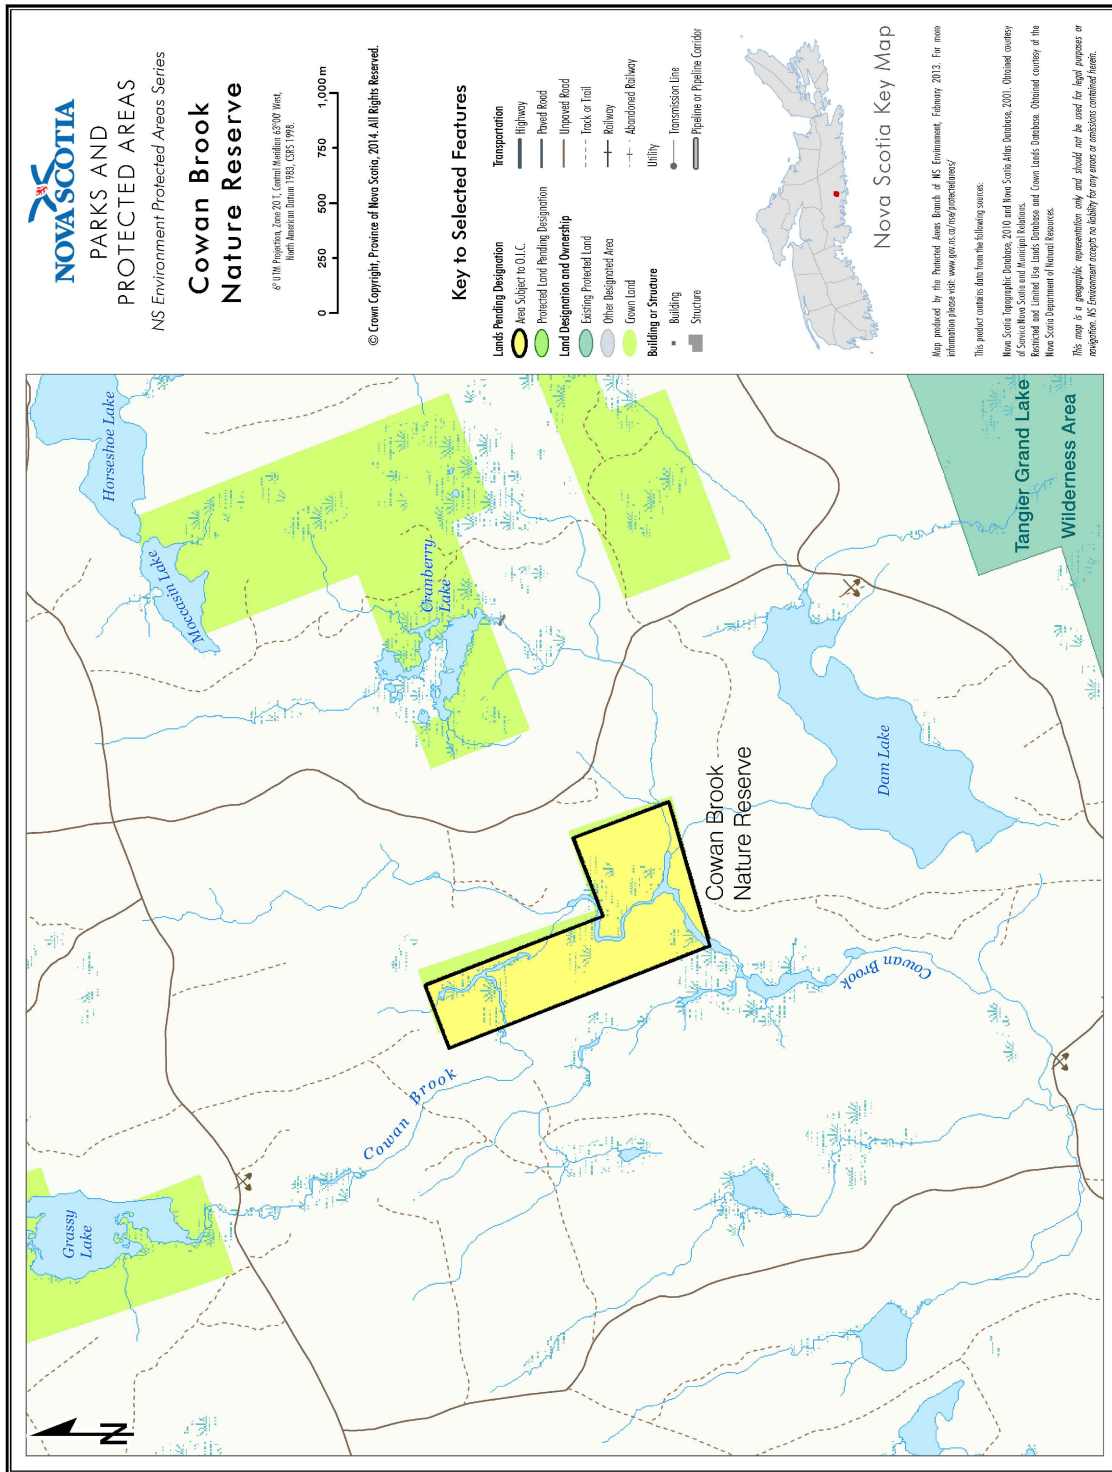 NOVA SCOTIA
PARKS AND
PROTECTED AREAS
NS Environment Protected Areas Series
Cowan Brook
Nature Reserve
6° UTM Projection, Zone 20 T, Central Meridian 63°00' West,
North American Datum 1983, CSRS 1998.
0 250 500 750 1,000m
© Crown Copyright, Province of Nova Scotia, 2014. All Rights Reserved.
Key to Selected Features
Lands Pending Designation
Area Subject to O.I.C.
Protected Land Pending Designation
Land Designation and Ownership
Existing Protected Land
Other Designated Area
Crown Land
Building or Structure
Building
Structure
Transportation
Highway
Paved Road
Unpaved Road
Track or Trail
Railway
Abandoned Railway
Utility
Transmission Line
Pipeline or Pipeline Corridor
Nova Scotia Key Map
Map produced by the Protected Areas Branch of NS Environment, February 2013. For more
information please visit: www.gov.ns.ca/nse/protectedareas/
This product contains data from the following sources:
Nova Scotia Topographic Database, 2010 and Nova Scotia Atlas Database, 2001. Obtained courtesy
of Service Nova Scotia and Municipal Relations.
Restricted and Limited Use Lands Database and Crown Lands Database. Obtained courtesy of the
Nova Scotia Department of Natural Resources.
This map is a geographic representation only and should not be used for legal purposes or
navigation. NS Environment accepts no liability for any errors or omissions contained herein.
N
Grassy
Lake
Horseshoe Lake
Moccasin Lake
Cranberry
Lake
Cowan Brook
Cowan Brook
Nature Reserve
Dam Lake
Cowan Brook
Tangier Grand Lake
Wilderness Area